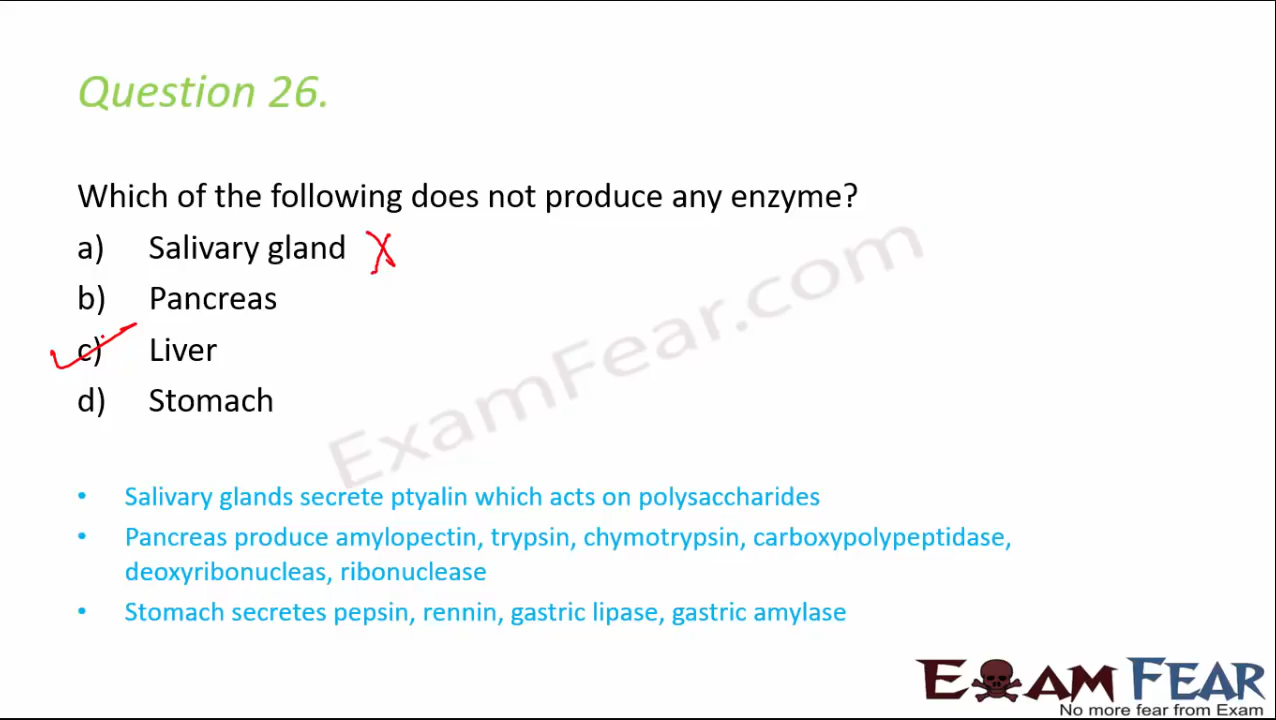 Question 26.
Which of the following does not produce any enzyme?
a) Salivary gland X
b) Pancreas
c) Liver
d) Stomach
ExamFear.com
• Salivary glands secrete ptyalin which acts on polysaccharides
• Pancreas produce amylopectin, trypsin, chymotrypsin, carboxypolypeptidase,
deoxyribonucleas, ribonuclease
• Stomach secretes pepsin, rennin, gastric lipase, gastric amylase
EXAM FEAR
No more fear from Exam